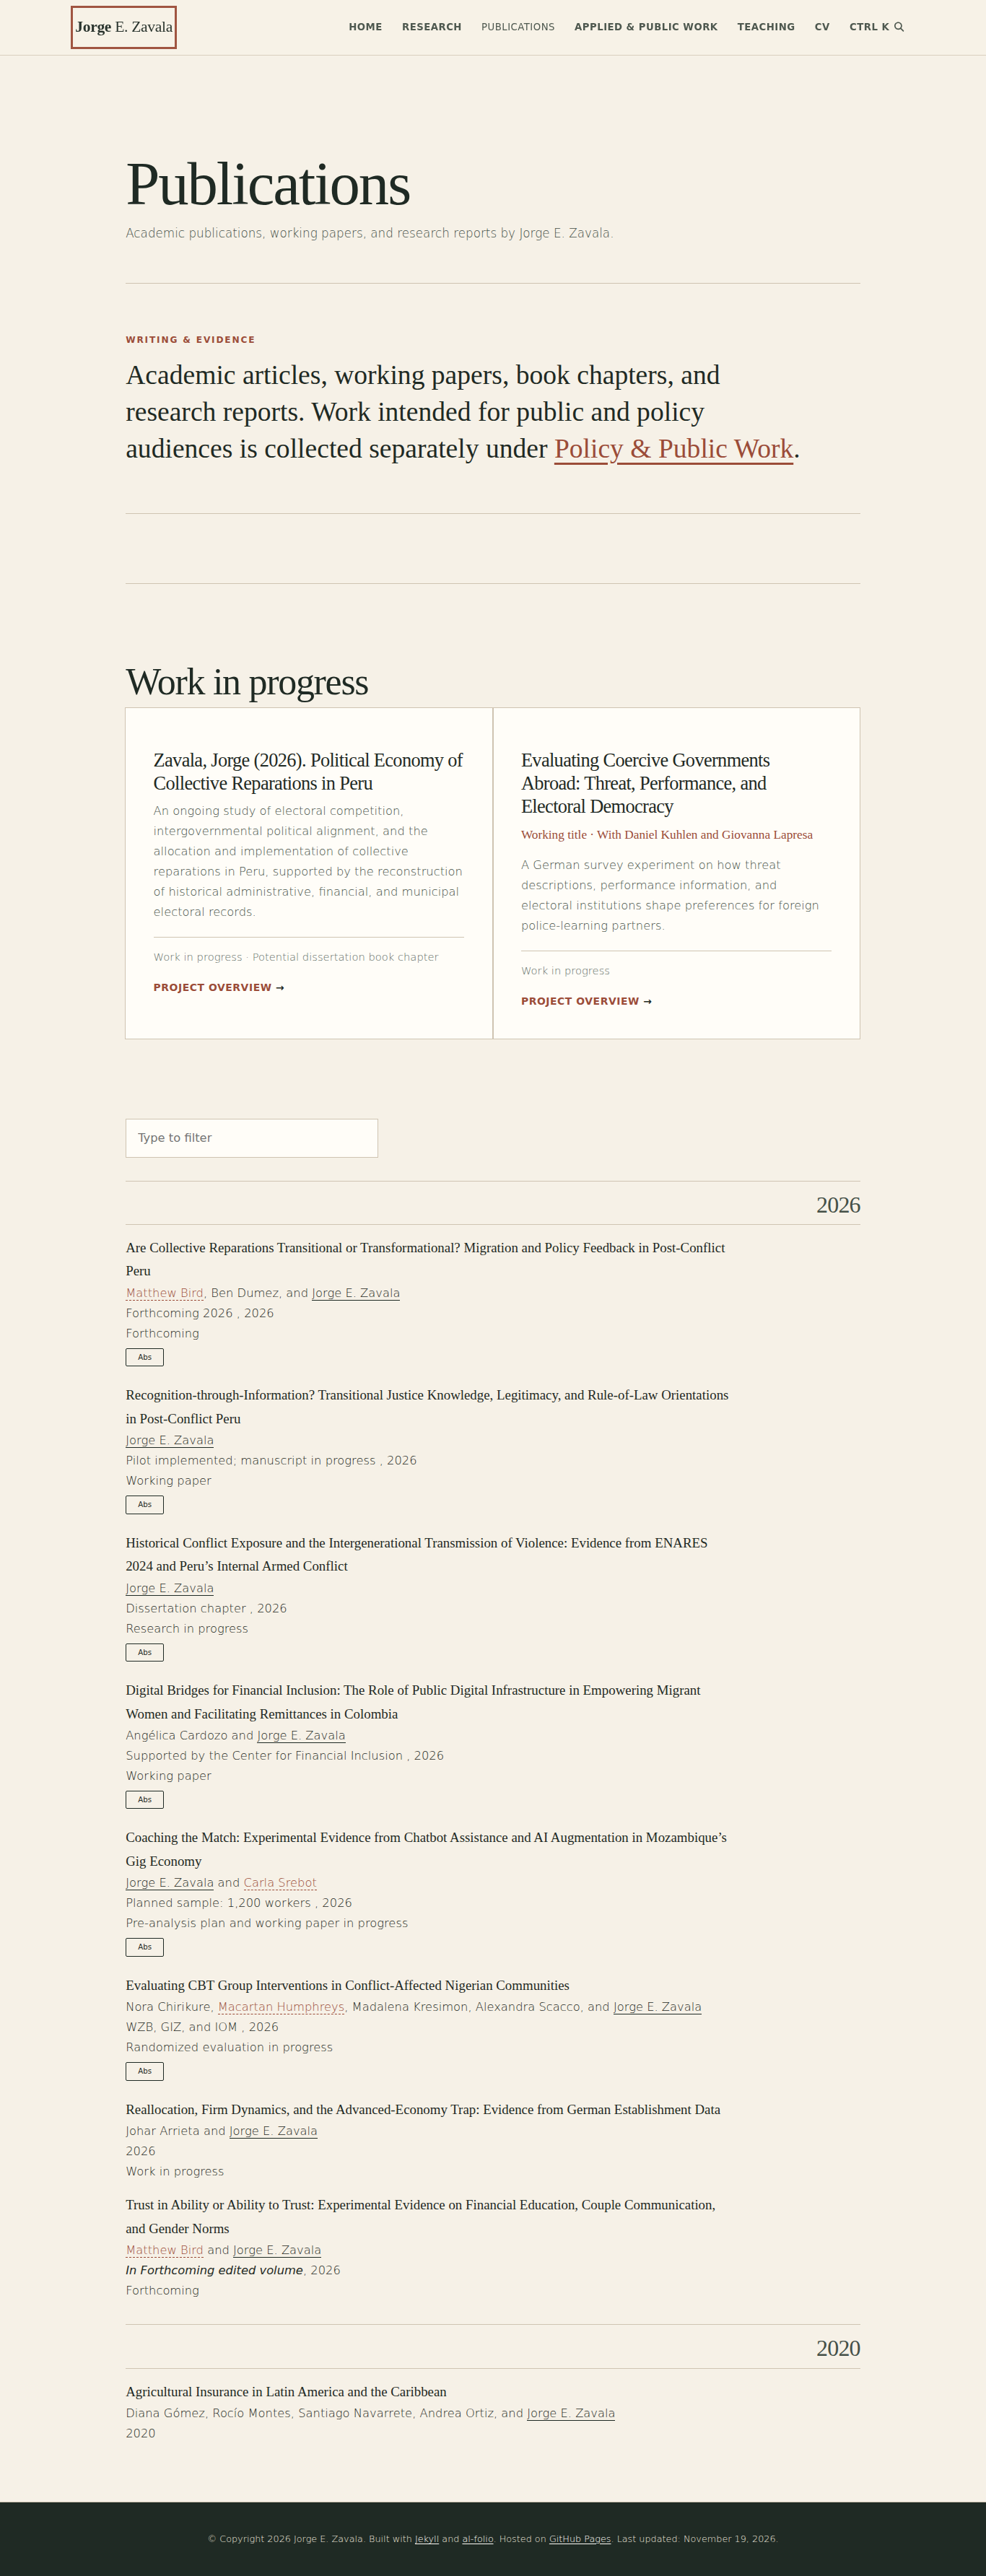 Jorge E. Zavala
HOME RESEARCH PUBLICATIONS APPLIED & PUBLIC WORK TEACHING CV CTRL K
Publications
Academic publications, working papers, and research reports by Jorge E. Zavala.
WRITING & EVIDENCE
Academic articles, working papers, book chapters, and
research reports. Work intended for public and policy
audiences is collected separately under Policy & Public Work.
Work in progress
Zavala, Jorge (2026). Political Economy of
Collective Reparations in Peru
An ongoing study of electoral competition,
intergovernmental political alignment, and the
allocation and implementation of collective
reparations in Peru, supported by the reconstruction
of historical administrative, financial, and municipal
electoral records.
Work in progress · Potential dissertation book chapter
PROJECT OVERVIEW →
Evaluating Coercive Governments
Abroad: Threat, Performance, and
Electoral Democracy
Working title · With Daniel Kuhlen and Giovanna Lapresa
A German survey experiment on how threat
descriptions, performance information, and
electoral institutions shape preferences for foreign
police-learning partners.
Work in progress
PROJECT OVERVIEW →
Type to filter
2026
Are Collective Reparations Transitional or Transformational? Migration and Policy Feedback in Post-Conflict
Peru
Matthew Bird, Ben Dumez, and Jorge E. Zavala
Forthcoming 2026 , 2026
Forthcoming
Abs
Recognition-through-Information? Transitional Justice Knowledge, Legitimacy, and Rule-of-Law Orientations
in Post-Conflict Peru
Jorge E. Zavala
Pilot implemented; manuscript in progress , 2026
Working paper
Abs
Historical Conflict Exposure and the Intergenerational Transmission of Violence: Evidence from ENARES
2024 and Peru’s Internal Armed Conflict
Jorge E. Zavala
Dissertation chapter , 2026
Research in progress
Abs
Digital Bridges for Financial Inclusion: The Role of Public Digital Infrastructure in Empowering Migrant
Women and Facilitating Remittances in Colombia
Angélica Cardozo and Jorge E. Zavala
Supported by the Center for Financial Inclusion , 2026
Working paper
Abs
Coaching the Match: Experimental Evidence from Chatbot Assistance and AI Augmentation in Mozambique’s
Gig Economy
Jorge E. Zavala and Carla Srebot
Planned sample: 1,200 workers , 2026
Pre-analysis plan and working paper in progress
Abs
Evaluating CBT Group Interventions in Conflict-Affected Nigerian Communities
Nora Chirikure, Macartan Humphreys, Madalena Kresimon, Alexandra Scacco, and Jorge E. Zavala
WZB, GIZ, and IOM , 2026
Randomized evaluation in progress
Abs
Reallocation, Firm Dynamics, and the Advanced-Economy Trap: Evidence from German Establishment Data
Johar Arrieta and Jorge E. Zavala
2026
Work in progress
Trust in Ability or Ability to Trust: Experimental Evidence on Financial Education, Couple Communication,
and Gender Norms
Matthew Bird and Jorge E. Zavala
In Forthcoming edited volume, 2026
Forthcoming
2020
Agricultural Insurance in Latin America and the Caribbean
Diana Gómez, Rocío Montes, Santiago Navarrete, Andrea Ortiz, and Jorge E. Zavala
2020
© Copyright 2026 Jorge E. Zavala. Built with Jekyll and al-folio. Hosted on GitHub Pages. Last updated: November 19, 2026.